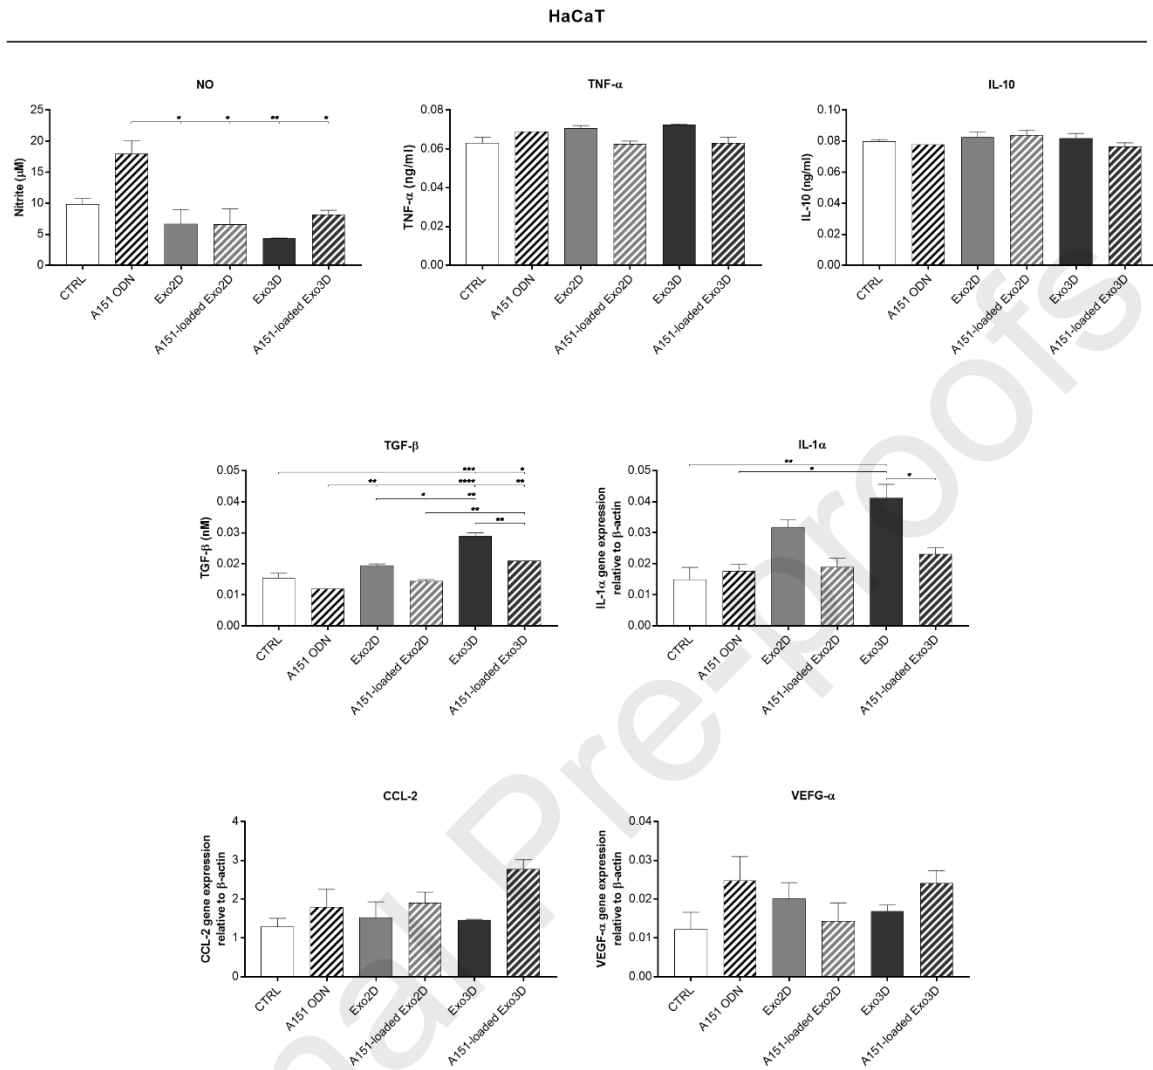 HaCaT
NO
25
20
15
10
5
0
Nitrite (μM)
* * ** *
CTRL
A151 ODN
Exo2D
A151-loaded Exo2D
Exo3D
A151-loaded Exo3D
TNF-α
0.08
0.06
0.04
0.02
0.00
TNF-α (ng/ml)
CTRL
A151 ODN
Exo2D
A151-loaded Exo2D
Exo3D
A151-loaded Exo3D
IL-10
0.10
0.08
0.06
0.04
0.02
0.00
IL-10 (ng/ml)
CTRL
A151 ODN
Exo2D
A151-loaded Exo2D
Exo3D
A151-loaded Exo3D
TGF-β
0.05
0.04
0.03
0.02
0.01
0.00
TGF-β (nM)
*** *
** **** **
* **
**
**
CTRL
A151 ODN
Exo2D
A151-loaded Exo2D
Exo3D
A151-loaded Exo3D
IL-1α
0.05
0.04
0.03
0.02
0.01
0.00
IL-1α gene expression
relative to β-actin
**
*
*
CTRL
A151 ODN
Exo2D
A151-loaded Exo2D
Exo3D
A151-loaded Exo3D
CCL-2
4
3
2
1
0
CCL-2 gene expression
relative to β-actin
CTRL
A151 ODN
Exo2D
A151-loaded Exo2D
Exo3D
A151-loaded Exo3D
VEFG-α
0.04
0.03
0.02
0.01
0.00
VEGF-α gene expression
relative to β-actin
CTRL
A151 ODN
Exo2D
A151-loaded Exo2D
Exo3D
A151-loaded Exo3D
nal Pre-proofs